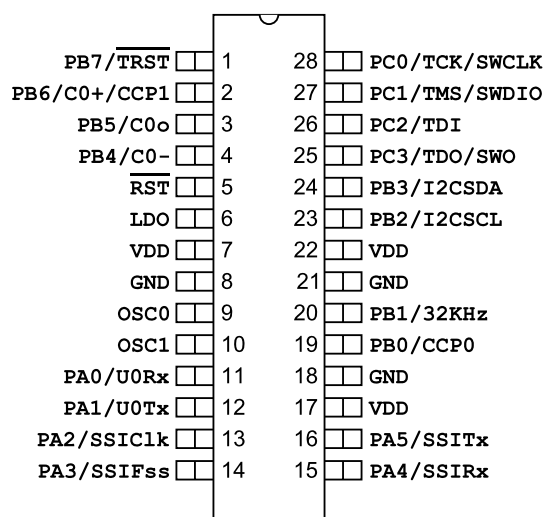 PB7/TRST 1 28 PC0/TCK/SWCLK
PB6/C0+/CCP1 2 27 PC1/TMS/SWDIO
PB5/C0o 3 26 PC2/TDI
PB4/C0- 4 25 PC3/TDO/SWO
RST 5 24 PB3/I2CSDA
LDO 6 23 PB2/I2CSCL
VDD 7 22 VDD
GND 8 21 GND
OSC0 9 20 PB1/32KHz
OSC1 10 19 PB0/CCP0
PA0/U0Rx 11 18 GND
PA1/U0Tx 12 17 VDD
PA2/SSIClk 13 16 PA5/SSITx
PA3/SSIFss 14 15 PA4/SSIRx